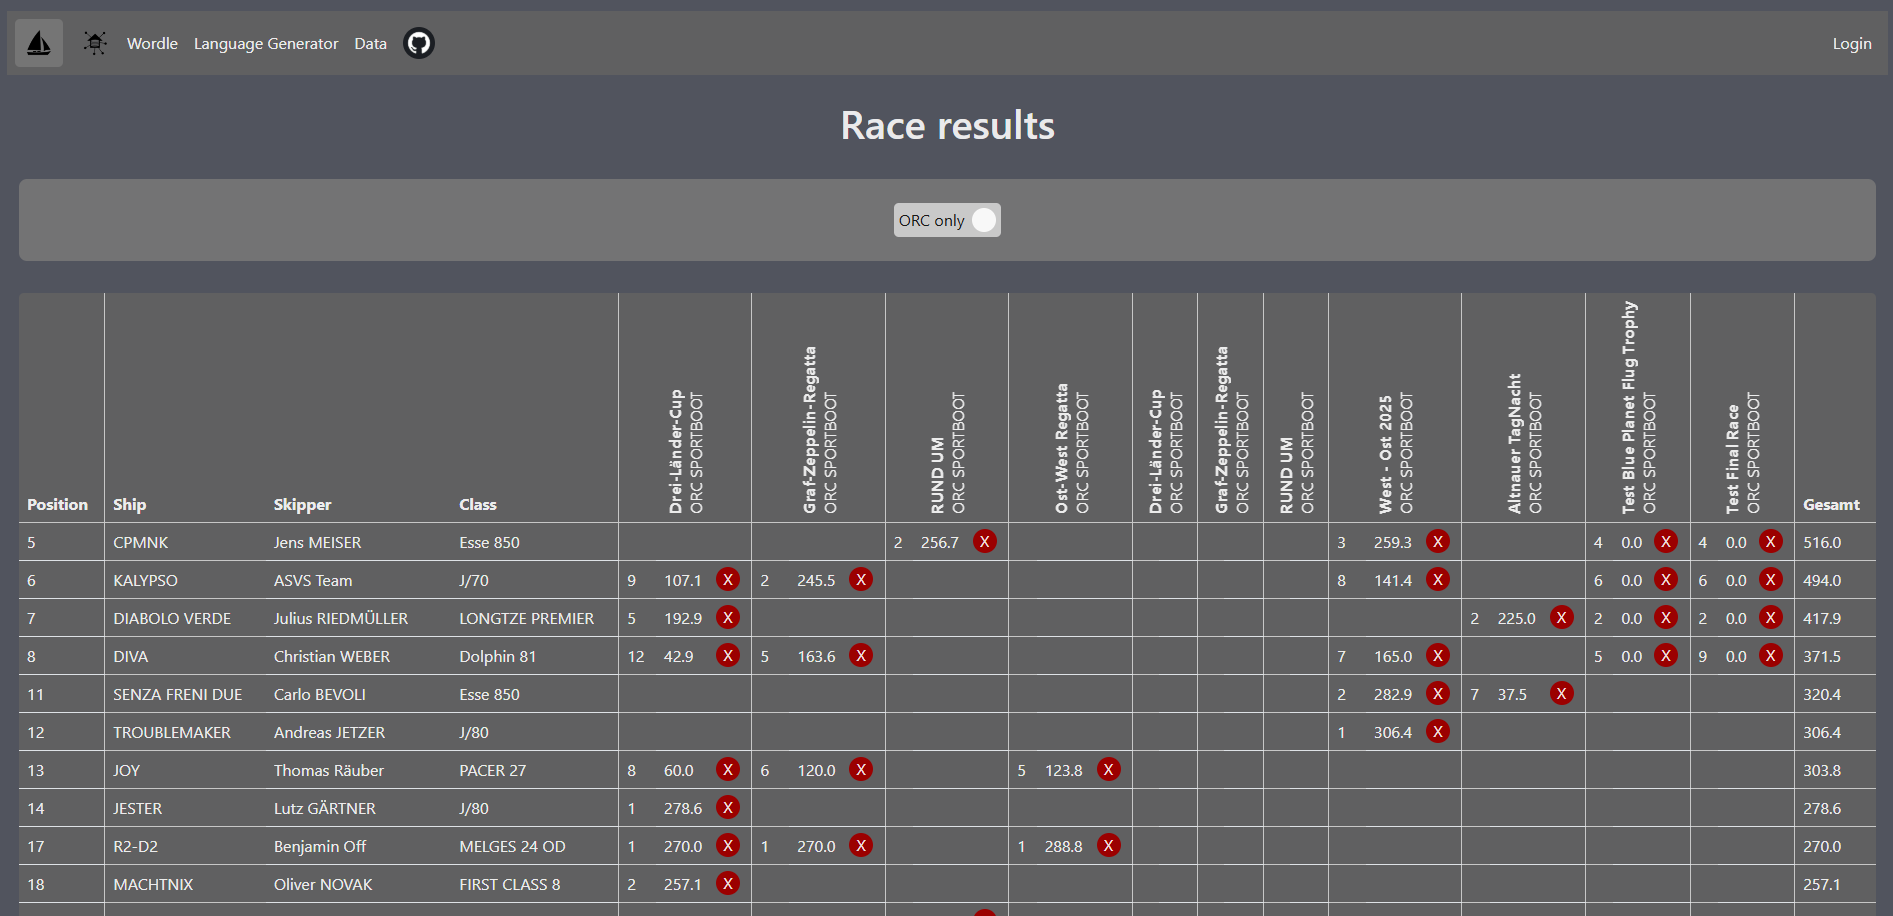 Wordle Language Generator Data Login
Race results
ORC only
Position Ship Skipper Class
Drei-Länder-Cup
ORC SPORTBOOT
Graf-Zeppelin-Regatta
ORC SPORTBOOT
RUND UM
ORC SPORTBOOT
Ost-West Regatta
ORC SPORTBOOT
Drei-Länder-Cup
ORC SPORTBOOT
Graf-Zeppelin-Regatta
ORC SPORTBOOT
RUND UM
ORC SPORTBOOT
West - Ost 2025
ORC SPORTBOOT
Altnauer TagNacht
ORC SPORTBOOT
Test Blue Planet Flug Trophy
ORC SPORTBOOT
Test Final Race
ORC SPORTBOOT
Gesamt
5 CPMNK Jens MEISER Esse 850 2 256.7 X 3 259.3 X 4 0.0 X 4 0.0 X 516.0
6 KALYPSO ASVS Team J/70 9 107.1 X 2 245.5 X 8 141.4 X 6 0.0 X 6 0.0 X 494.0
7 DIABOLO VERDE Julius RIEDMÜLLER LONGTZE PREMIER 5 192.9 X 2 225.0 X 2 0.0 X 2 0.0 X 417.9
8 DIVA Christian WEBER Dolphin 81 12 42.9 X 5 163.6 X 7 165.0 X 5 0.0 X 9 0.0 X 371.5
11 SENZA FRENI DUE Carlo BEVOLI Esse 850 2 282.9 X 7 37.5 X 320.4
12 TROUBLEMAKER Andreas JETZER J/80 1 306.4 X 306.4
13 JOY Thomas Räuber PACER 27 8 60.0 X 6 120.0 X 5 123.8 X 303.8
14 JESTER Lutz GÄRTNER J/80 1 278.6 X 278.6
17 R2-D2 Benjamin Off MELGES 24 OD 1 270.0 X 1 270.0 X 1 288.8 X 270.0
18 MACHTNIX Oliver NOVAK FIRST CLASS 8 2 257.1 X 257.1